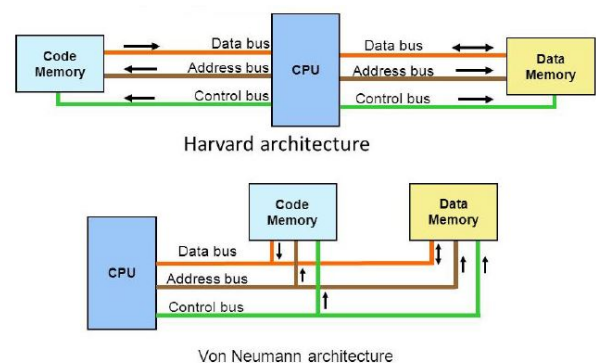 Code
Memory
Data bus
Address bus
Control bus
CPU
Data bus
Address bus
Control bus
Data
Memory
Harvard architecture
Code
Memory
Data
Memory
CPU
Data bus
Address bus
Control bus
Von Neumann architecture